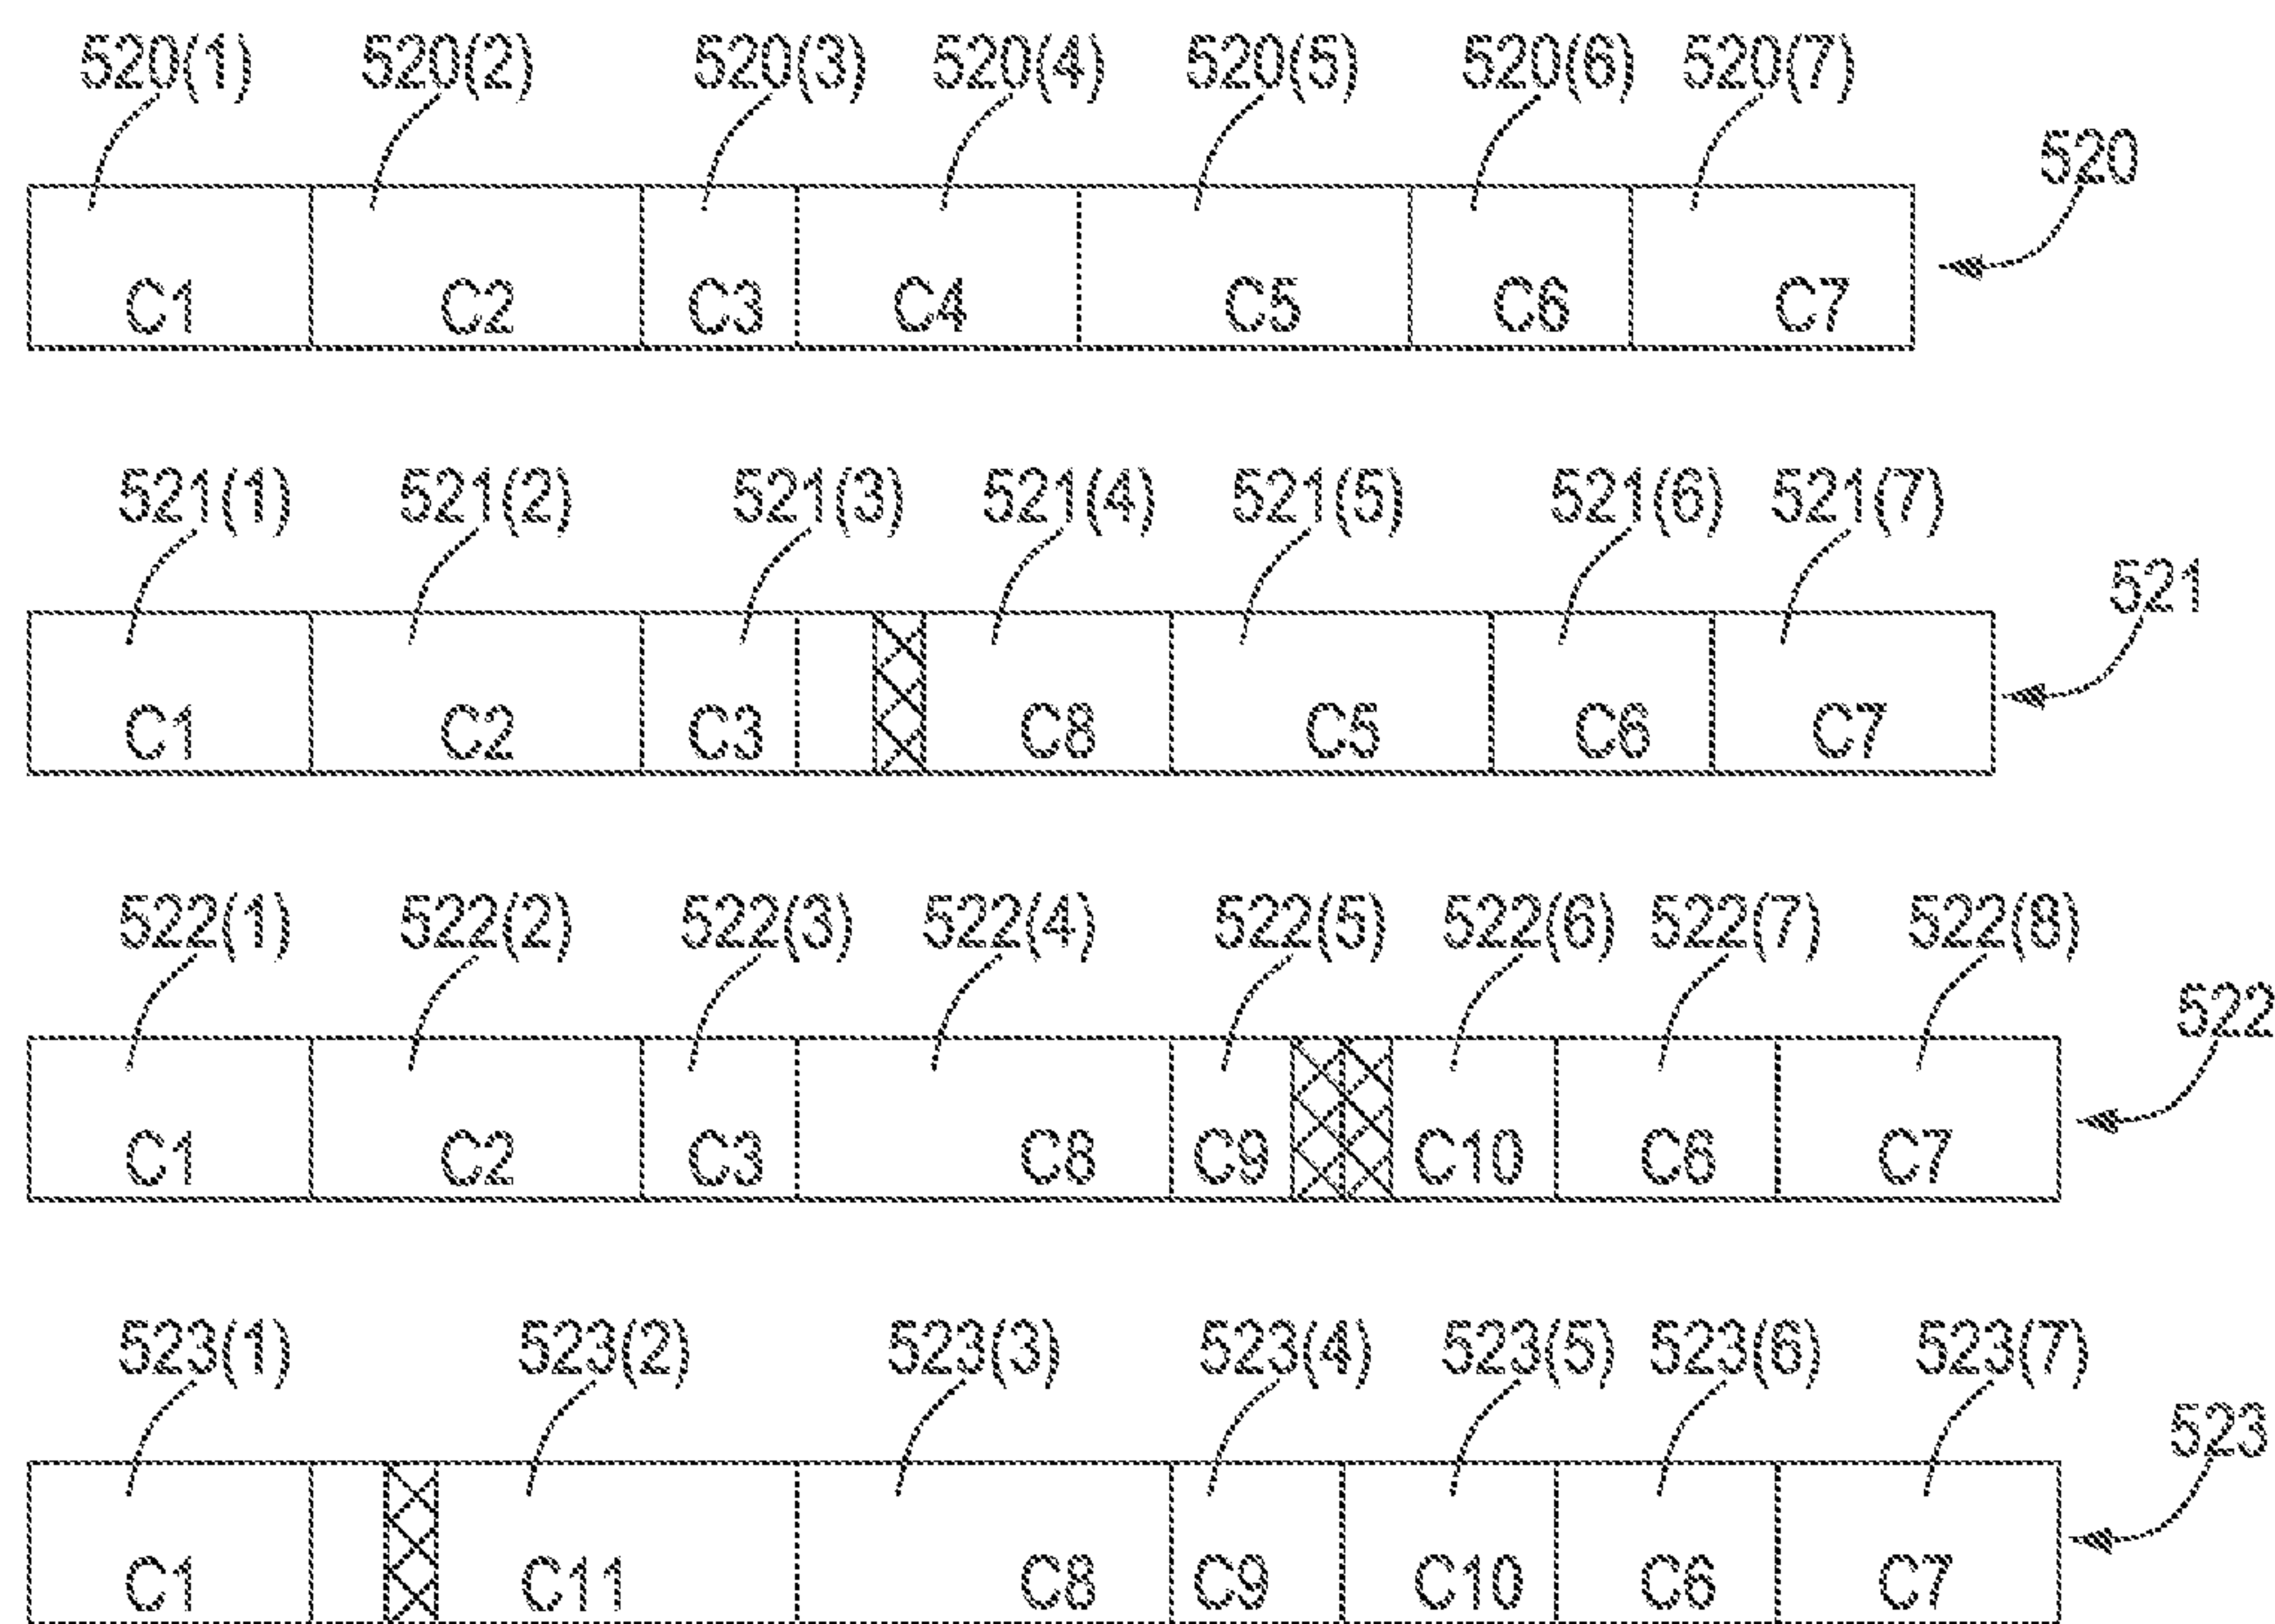 520(1) 520(2) 520(3) 520(4) 520(5) 520(6) 520(7)
520
C1 C2 C3 C4 C5 C6 C7
521(1) 521(2) 521(3) 521(4) 521(5) 521(6) 521(7)
521
C1 C2 C3 C8 C5 C6 C7
522(1) 522(2) 522(3) 522(4) 522(5) 522(6) 522(7) 522(8)
522
C1 C2 C3 C8 C9 C10 C6 C7
523(1) 523(2) 523(3) 523(4) 523(5) 523(6) 523(7)
523
C1 C11 C8 C9 C10 C6 C7